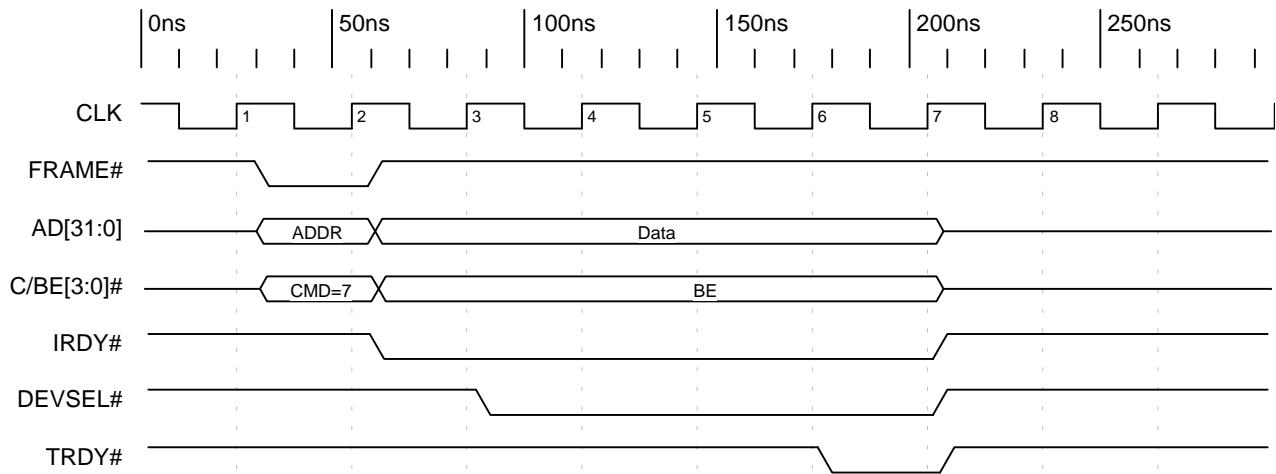 0ns 50ns 100ns 150ns 200ns 250ns
CLK 1 2 3 4 5 6 7 8
FRAME#
AD[31:0] ADDR Data
C/BE[3:0]# CMD=7 BE
IRDY#
DEVSEL#
TRDY#